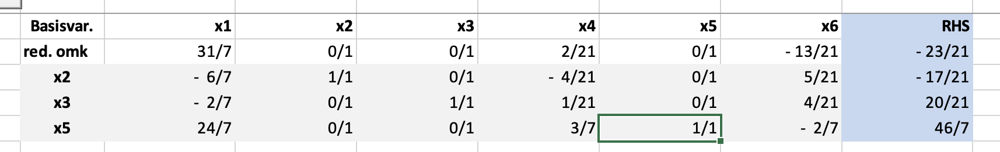 Basisvar. x1 x2 x3 x4 x5 x6 RHS
red. omk 31/7 0/1 0/1 2/21 0/1 - 13/21 - 23/21
x2 - 6/7 1/1 0/1 - 4/21 0/1 5/21 - 17/21
x3 - 2/7 0/1 1/1 1/21 0/1 4/21 20/21
x5 24/7 0/1 0/1 3/7 1/1 - 2/7 46/7